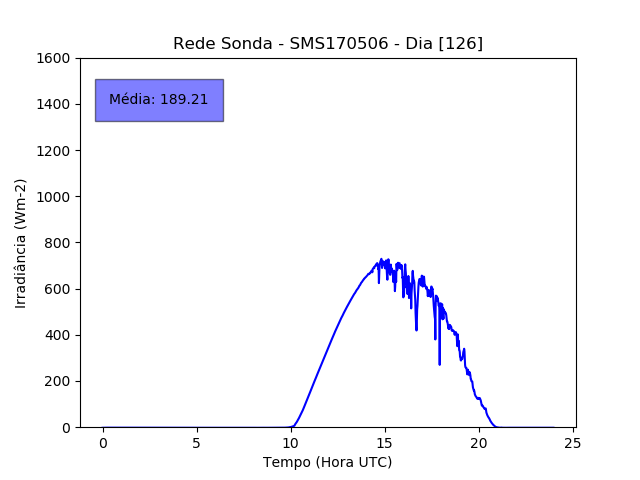 Rede Sonda - SMS170506 - Dia [126]
1600
1400
1200
1000
800
600
400
200
0
Média: 189.21
Irradiância (Wm-2)
0 5 10 15 20 25
Tempo (Hora UTC)